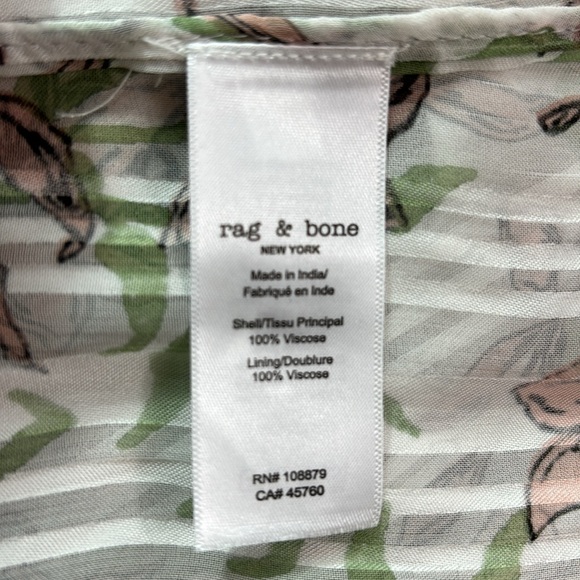 rag & bone
NEW YORK
Made in India/
Fabriqué en Inde
Shell/Tissu Principal
100% Viscose
Lining/Doublure
100% Viscose
RN# 108879
CA# 45760